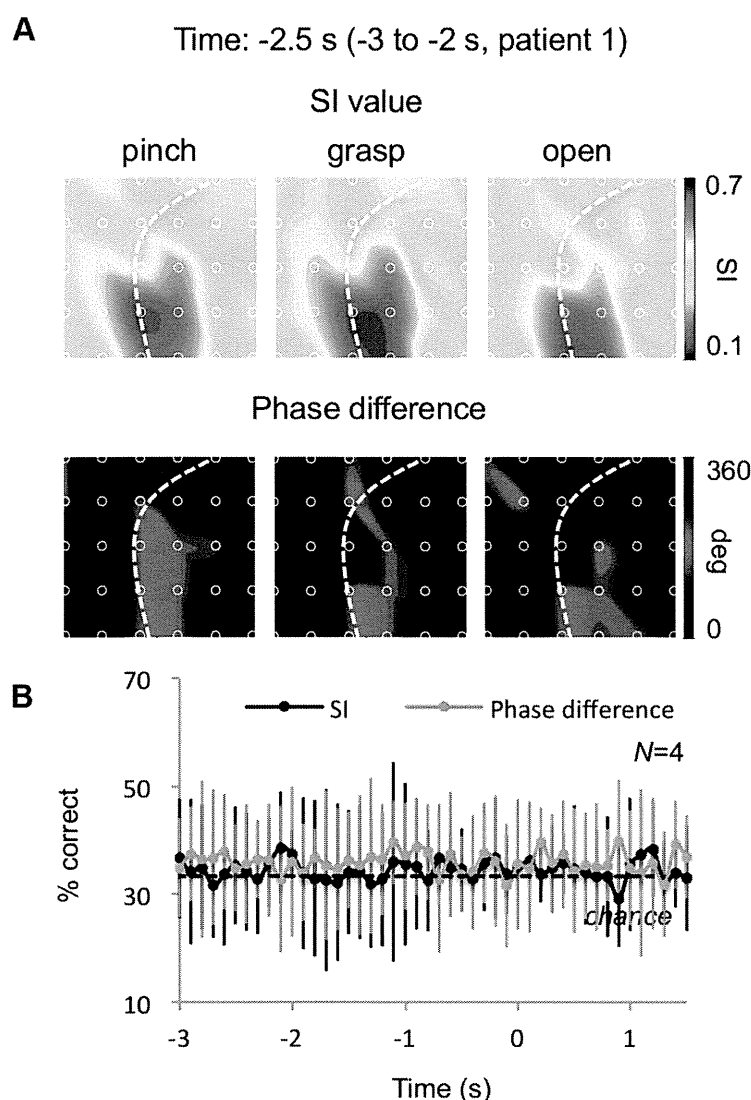 A
Time: -2.5 s (-3 to -2 s, patient 1)
SI value
pinch grasp open
0.7
SI
0.1
Phase difference
360
deg
0
B
70
50
30
10
% correct
SI Phase difference
N=4
chance
-3 -2 -1 0 1
Time (s)